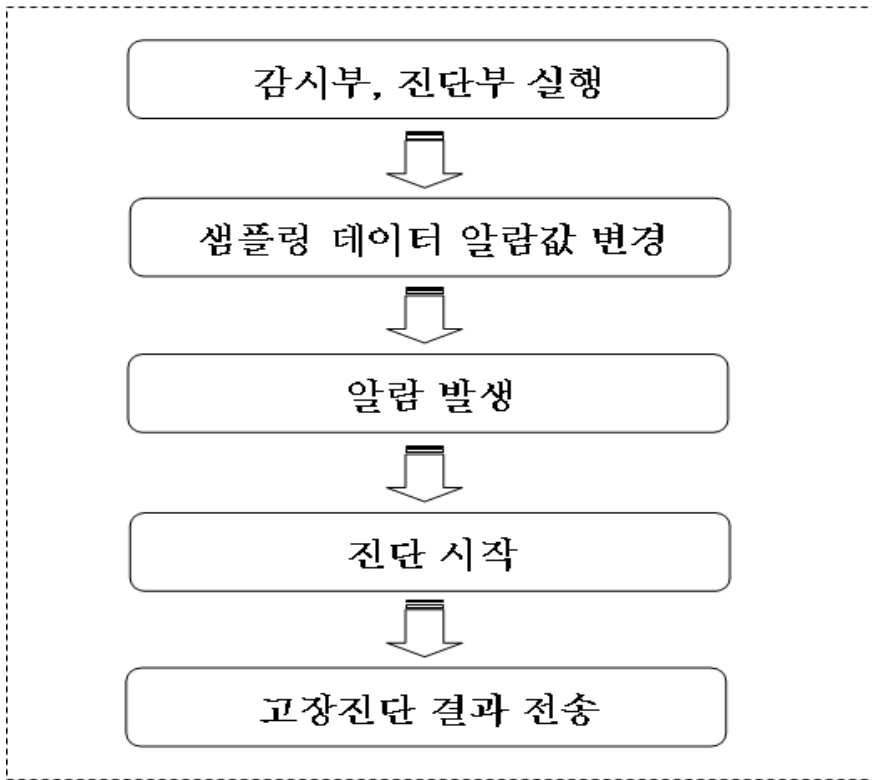 감시부, 진단부 실행
샘플링 데이터 알람값 변경
알람 발생
진단 시작
고장진단 결과 전송